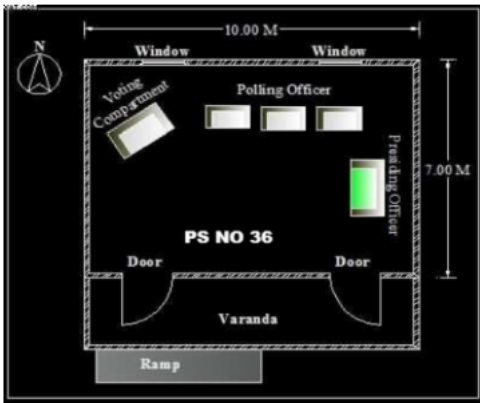 10.00 M
N
Window
Window
Voting
Compartment
Polling Officer
Presiding Officer
7.00 M
PS NO 36
Door
Door
Varanda
Ramp